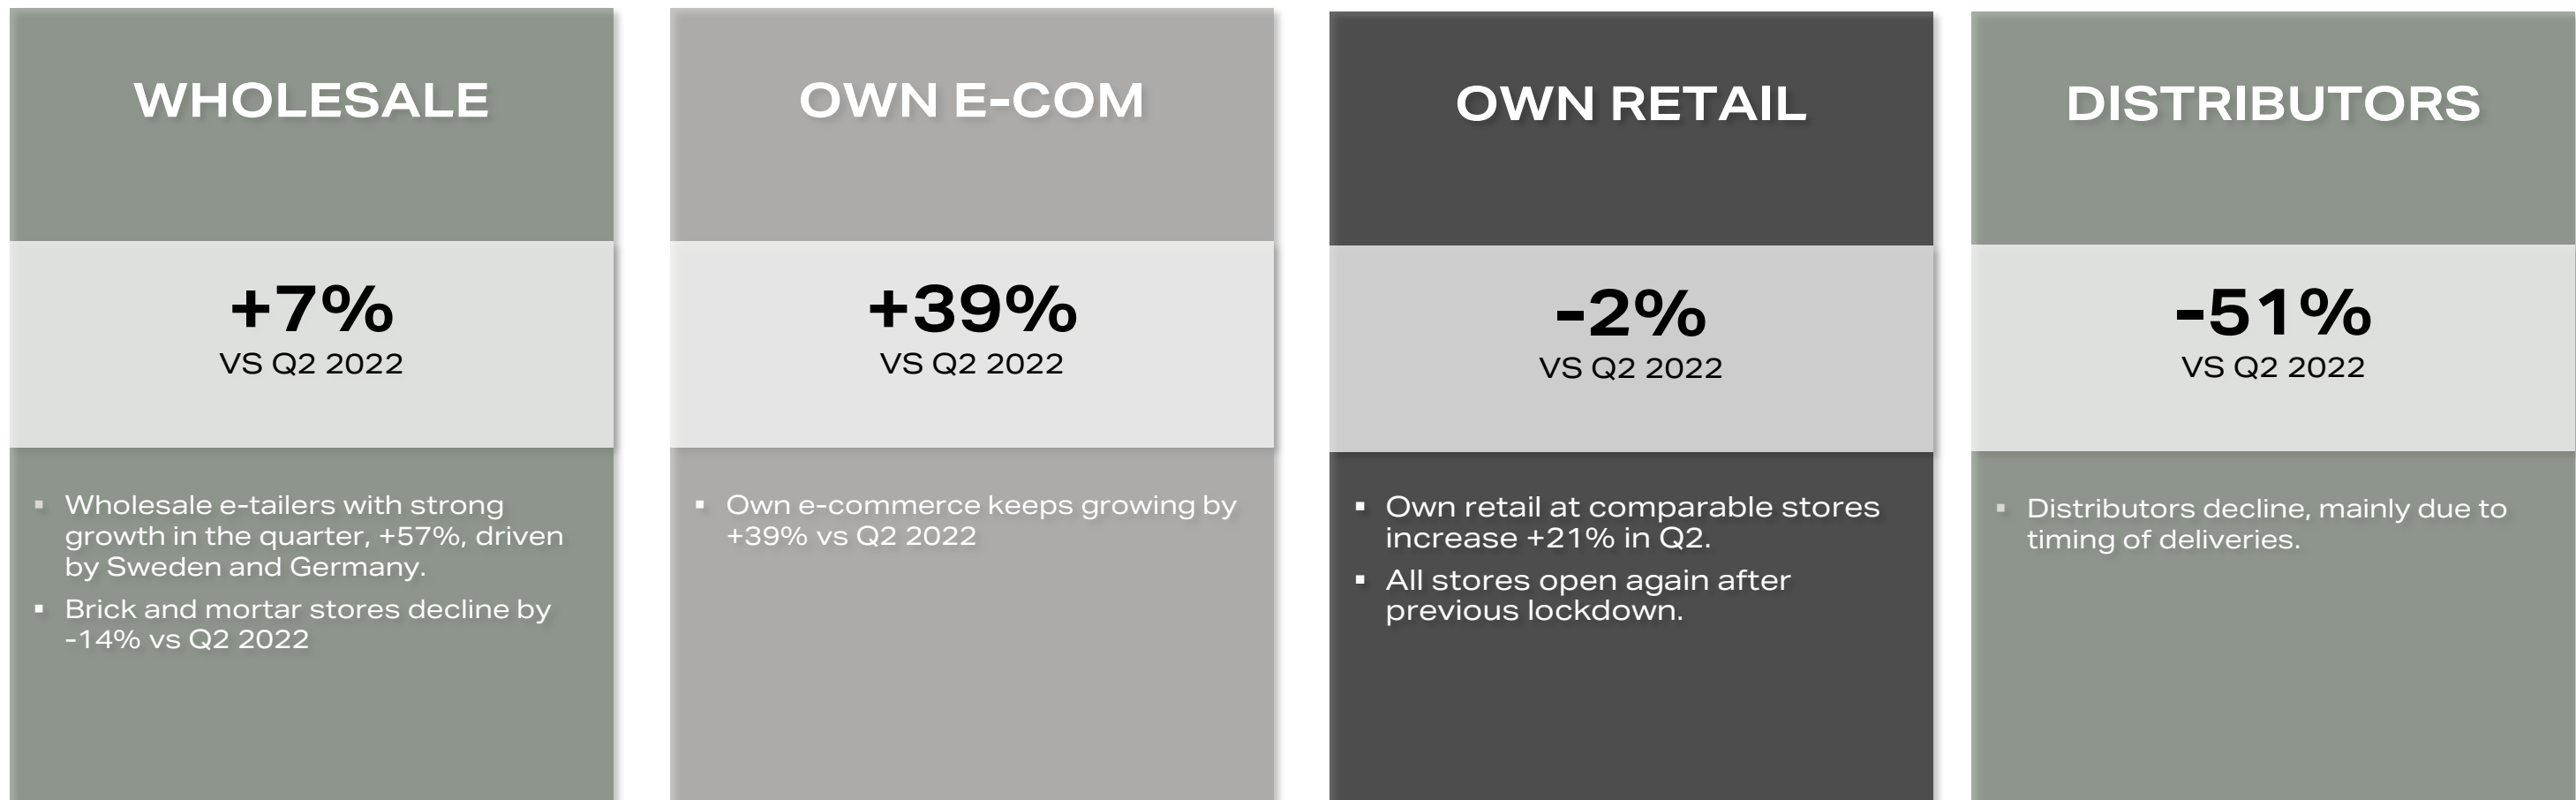 WHOLESALE
+7%
VS Q2 2022
▪ Wholesale e-tailers with strong
growth in the quarter, +57%, driven
by Sweden and Germany.
▪ Brick and mortar stores decline by
-14% vs Q2 2022
OWN E-COM
+39%
VS Q2 2022
▪ Own e-commerce keeps growing by
+39% vs Q2 2022
OWN RETAIL
-2%
VS Q2 2022
▪ Own retail at comparable stores
increase +21% in Q2.
▪ All stores open again after
previous lockdown.
DISTRIBUTORS
-51%
VS Q2 2022
▪ Distributors decline, mainly due to
timing of deliveries.